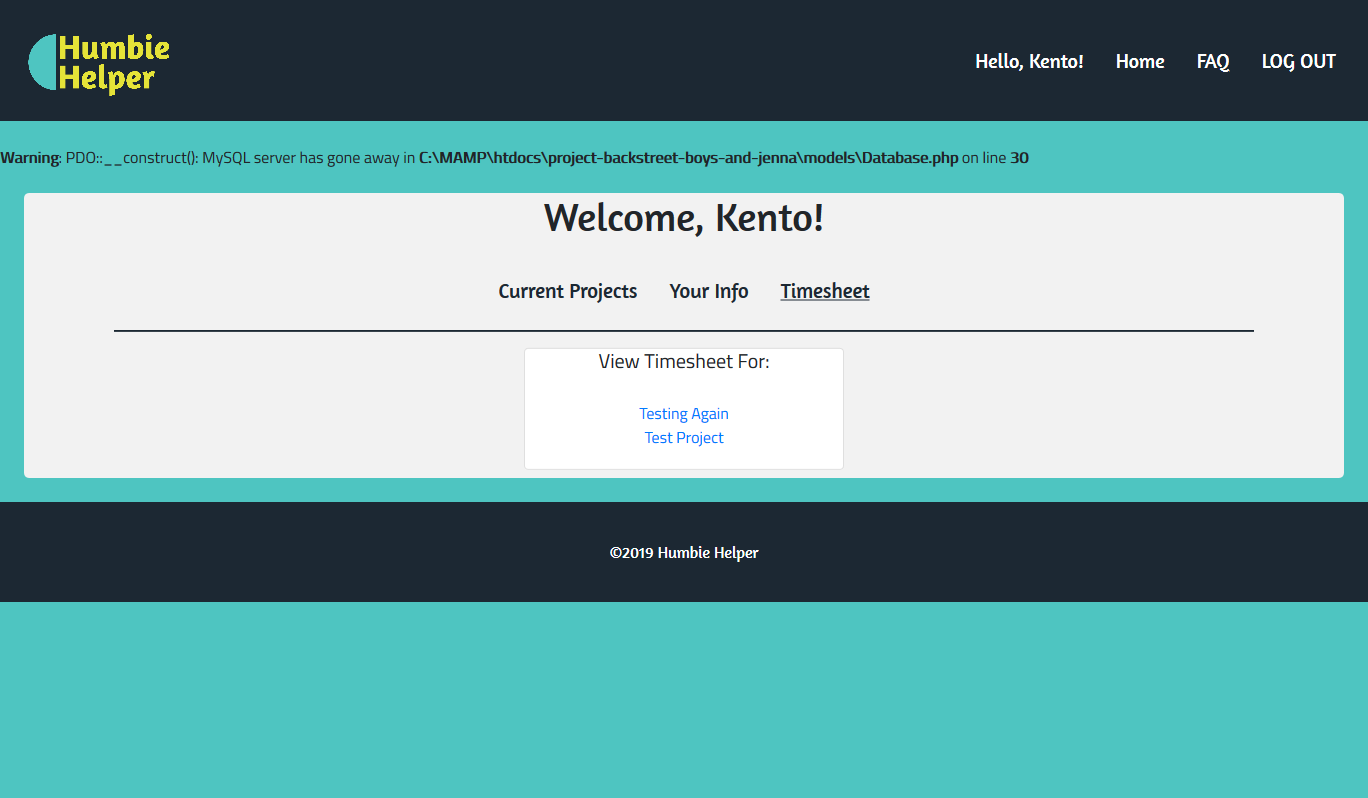 Humbie
Helper
Hello, Kento! Home FAQ LOG OUT
Warning: PDO::__construct(): MySQL server has gone away in C:\MAMP\htdocs\project-backstreet-boys-and-jenna\models\Database.php on line 30
Welcome, Kento!
Current Projects Your Info Timesheet
View Timesheet For:
Testing Again
Test Project
©2019 Humbie Helper